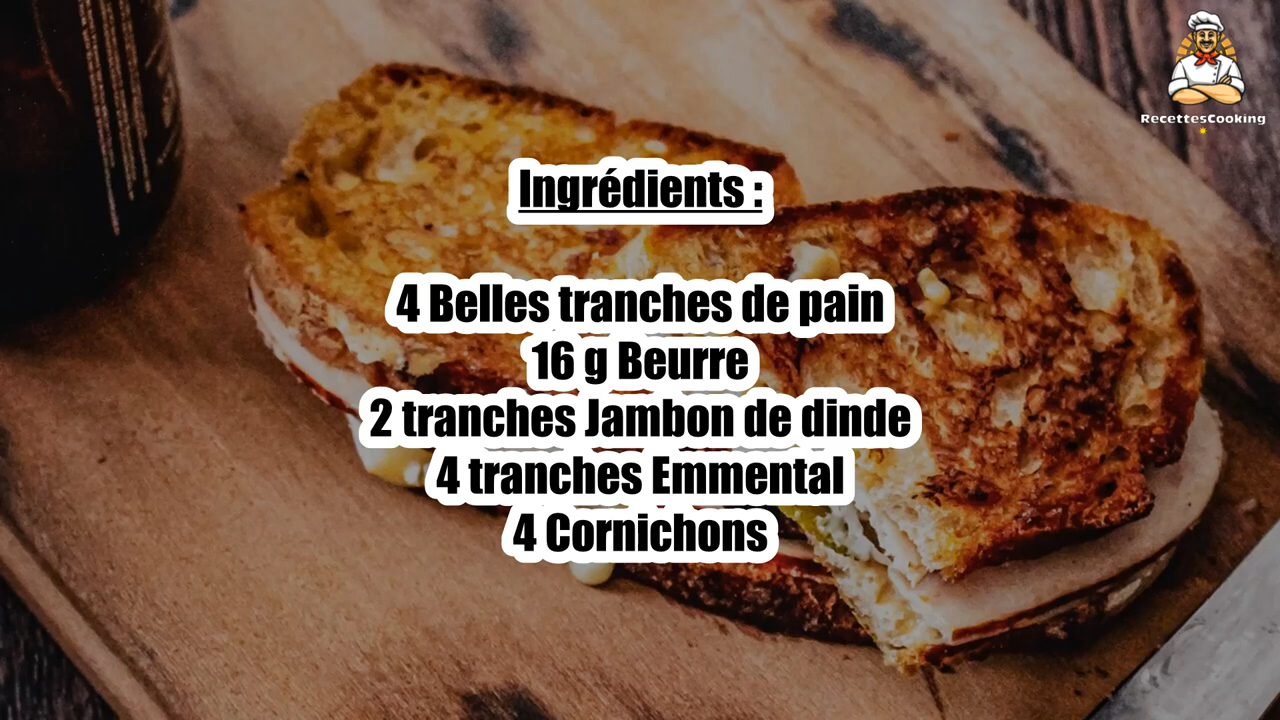 RecettesCooking
Ingrédients :
4 Belles tranches de pain
16 g Beurre
2 tranches Jambon de dinde
4 tranches Emmental
4 Cornichons